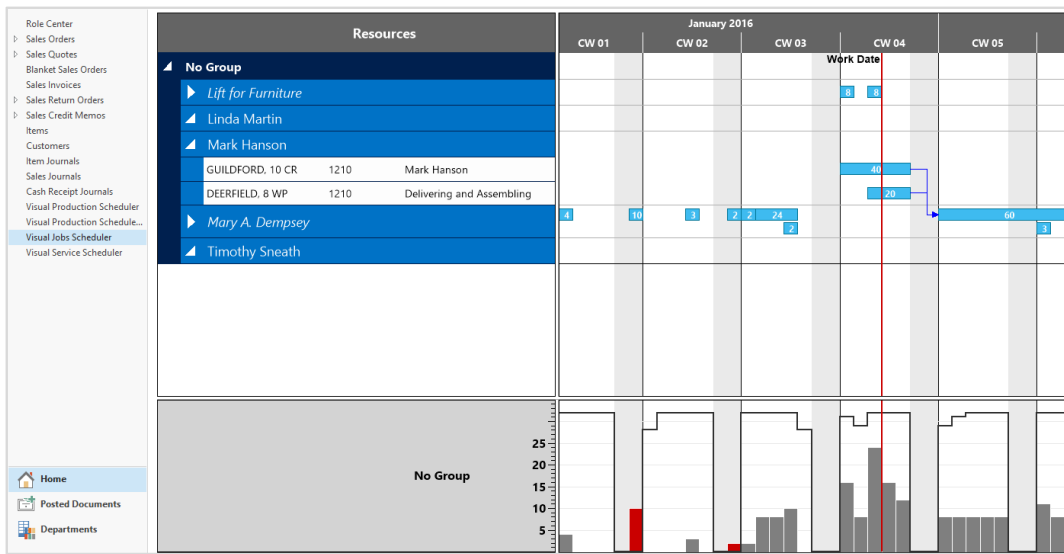 Role Center
Sales Orders
Sales Quotes
Blanket Sales Orders
Sales Invoices
Sales Return Orders
Sales Credit Memos
Items
Customers
Item Journals
Sales Journals
Cash Receipt Journals
Visual Production Scheduler
Visual Production Schedule...
Visual Jobs Scheduler
Visual Service Scheduler
Home
Posted Documents
Departments
Resources
January 2016
CW 01 CW 02 CW 03 CW 04 CW 05
Work Date
No Group
Lift for Furniture 8 8
Linda Martin
Mark Hanson
GUILDFORD, 10 CR 1210 Mark Hanson 40
DEERFIELD, 8 WP 1210 Delivering and Assembling 20
Mary A. Dempsey 4 10 3 2 2 24 60
2 3
Timothy Sneath
No Group
25
20
15
10
5